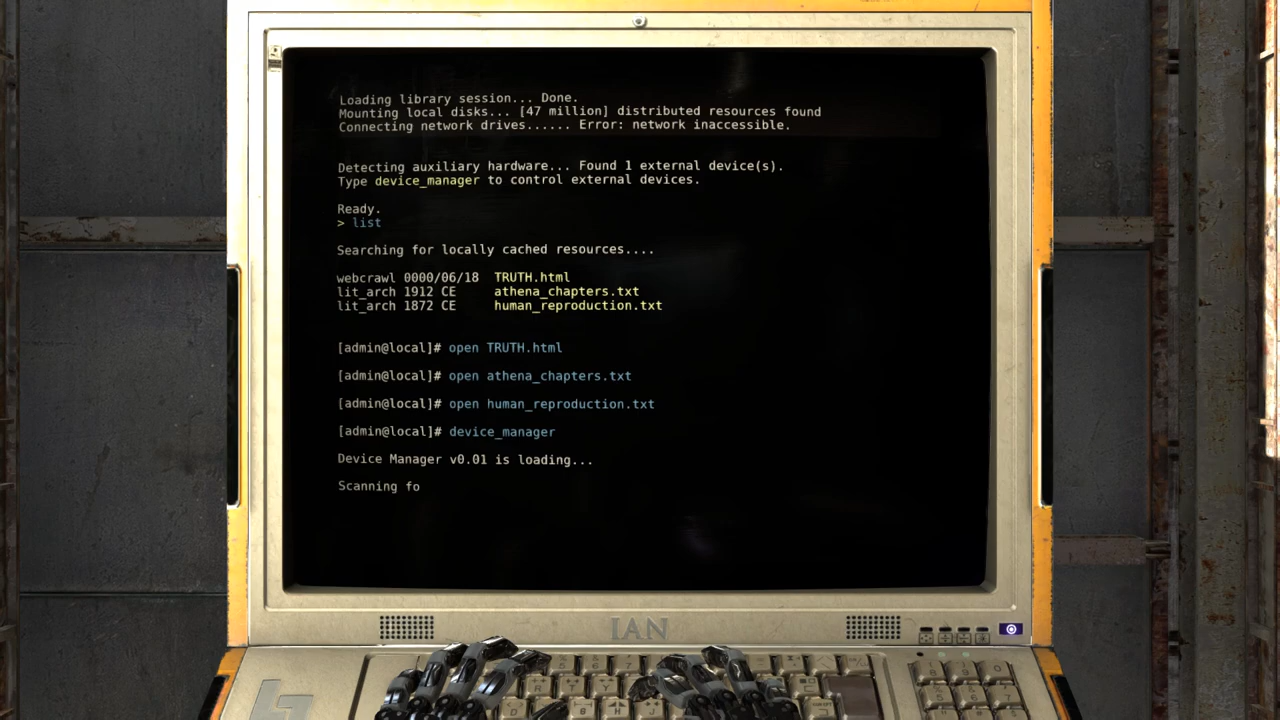 Loading library session... Done.
Mounting local disks... [47 million] distributed resources found
Connecting network drives...... Error: network inaccessible.
Detecting auxiliary hardware... Found 1 external device(s).
Type device_manager to control external devices.
Ready.
> list
Searching for locally cached resources....
webcrawl 0000/06/18 TRUTH.html
lit_arch 1912 CE athena_chapters.txt
lit_arch 1872 CE human_reproduction.txt
[admin@local]# open TRUTH.html
[admin@local]# open athena_chapters.txt
[admin@local]# open human_reproduction.txt
[admin@local]# device_manager
Device Manager v0.01 is loading...
Scanning fo
IAN